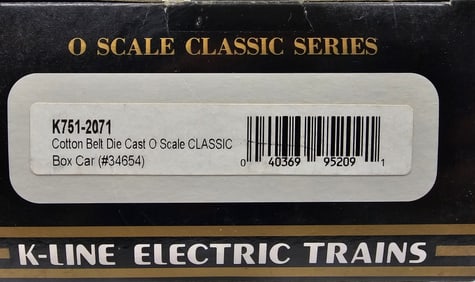 O SCALE CLASSIC SERIES
K751-2071
Cotton Belt Die Cast O Scale CLASSIC
Box Car (#34654)
0 40369 95209 1
K-LINE ELECTRIC TRAINS